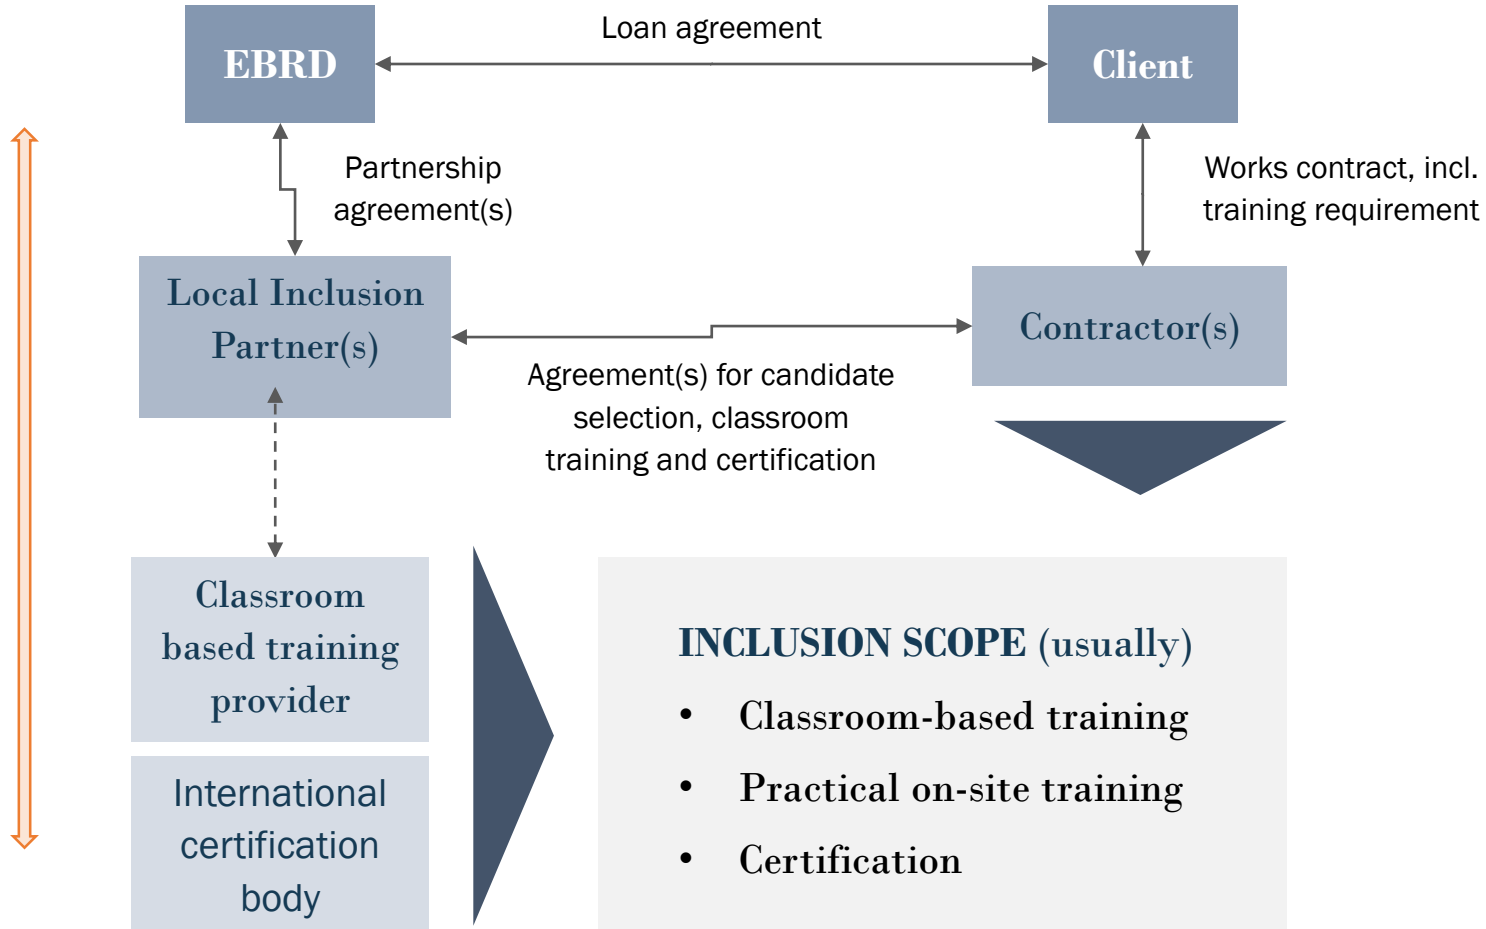 Loan agreement
EBRD
Client
Partnership
agreement(s)
Works contract, incl.
training requirement
Local Inclusion
Partner(s)
Contractor(s)
Agreement(s) for candidate
selection, classroom
training and certification
Classroom
based training
provider
International
certification
body
INCLUSION SCOPE (usually)
• Classroom-based training
• Practical on-site training
• Certification